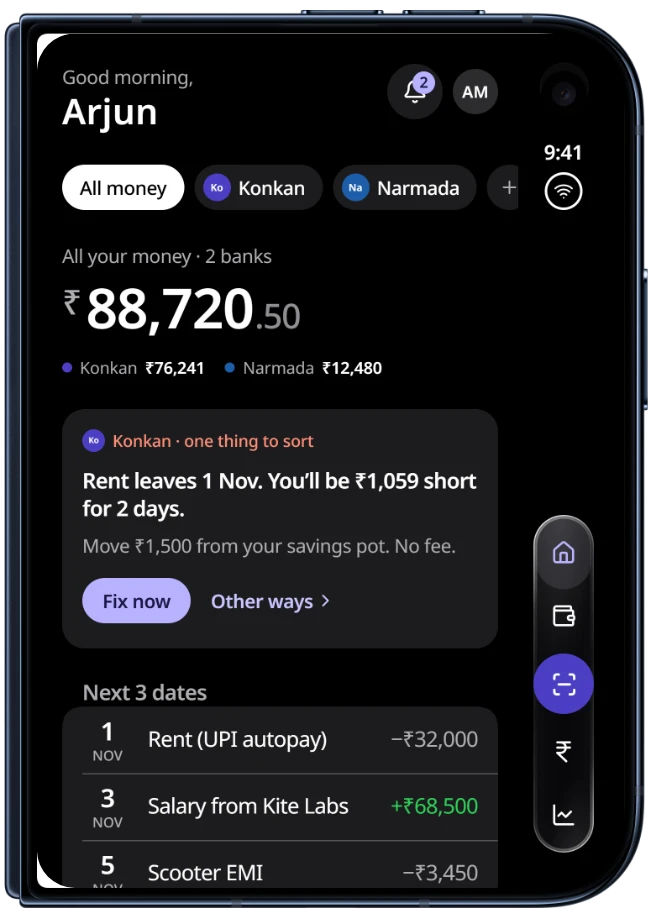 Good morning,
Arjun
2
AM
9:41
All money
Ko Konkan
Na Narmada
+
All your money · 2 banks
₹88,720.50
Konkan ₹76,241
Narmada ₹12,480
Ko Konkan · one thing to sort
Rent leaves 1 Nov. You’ll be ₹1,059 short
for 2 days.
Move ₹1,500 from your savings pot. No fee.
Fix now
Other ways >
Next 3 dates
1 NOV Rent (UPI autopay) −₹32,000
3 NOV Salary from Kite Labs +₹68,500
5 NOV Scooter EMI −₹3,450
₹